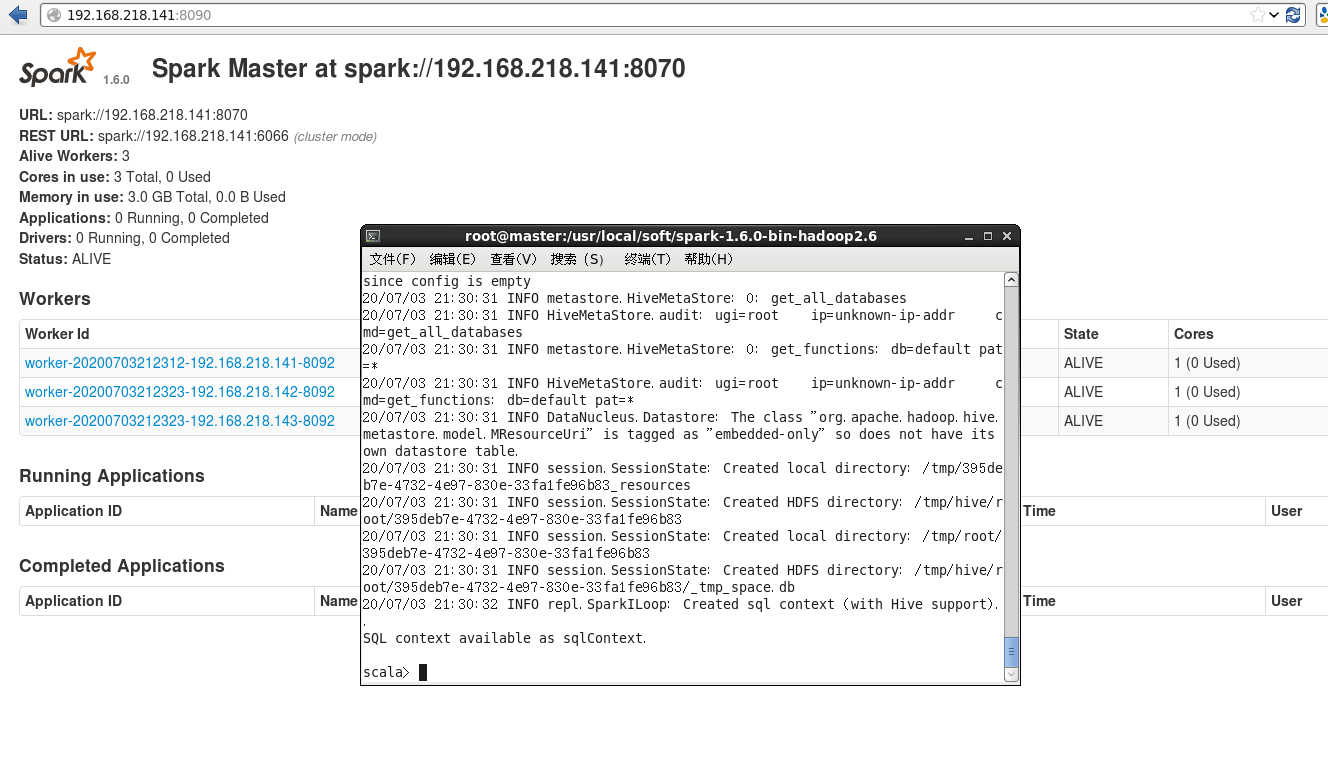 192.168.218.141:8090
Spark 1.6.0 Spark Master at spark://192.168.218.141:8070
URL: spark://192.168.218.141:8070
REST URL: spark://192.168.218.141:6066 (cluster mode)
Alive Workers: 3
Cores in use: 3 Total, 0 Used
Memory in use: 3.0 GB Total, 0.0 B Used
Applications: 0 Running, 0 Completed
Drivers: 0 Running, 0 Completed
Status: ALIVE
Workers
Worker Id State Cores
worker-20200703212312-192.168.218.141-8092 ALIVE 1 (0 Used)
worker-20200703212323-192.168.218.142-8092 ALIVE 1 (0 Used)
worker-20200703212323-192.168.218.143-8092 ALIVE 1 (0 Used)
Running Applications
Application ID Name Time User
Completed Applications
Application ID Name Time User
root@master:/usr/local/soft/spark-1.6.0-bin-hadoop2.6
文件(F) 编辑(E) 查看(V) 搜索 (S) 终端(T) 帮助(H)
since config is empty
20/07/03 21:30:31 INFO metastore.HiveMetaStore: 0: get_all_databases
20/07/03 21:30:31 INFO HiveMetaStore.audit: ugi=root ip=unknown-ip-addr c
md=get_all_databases
20/07/03 21:30:31 INFO metastore.HiveMetaStore: 0: get_functions: db=default pat
=*
20/07/03 21:30:31 INFO HiveMetaStore.audit: ugi=root ip=unknown-ip-addr c
md=get_functions: db=default pat=*
20/07/03 21:30:31 INFO DataNucleus.Datastore: The class "org.apache.hadoop.hive.
metastore.model.MResourceUri" is tagged as "embedded-only" so does not have its
own datastore table.
20/07/03 21:30:31 INFO session.SessionState: Created local directory: /tmp/395de
b7e-4732-4e97-830e-33fa1fe96b83_resources
20/07/03 21:30:31 INFO session.SessionState: Created HDFS directory: /tmp/hive/r
oot/395deb7e-4732-4e97-830e-33fa1fe96b83
20/07/03 21:30:31 INFO session.SessionState: Created local directory: /tmp/root/
395deb7e-4732-4e97-830e-33fa1fe96b83
20/07/03 21:30:31 INFO session.SessionState: Created HDFS directory: /tmp/hive/r
oot/395deb7e-4732-4e97-830e-33fa1fe96b83/_tmp_space.db
20/07/03 21:30:32 INFO repl.SparkILoop: Created sql context (with Hive support).
.
SQL context available as sqlContext.
scala>